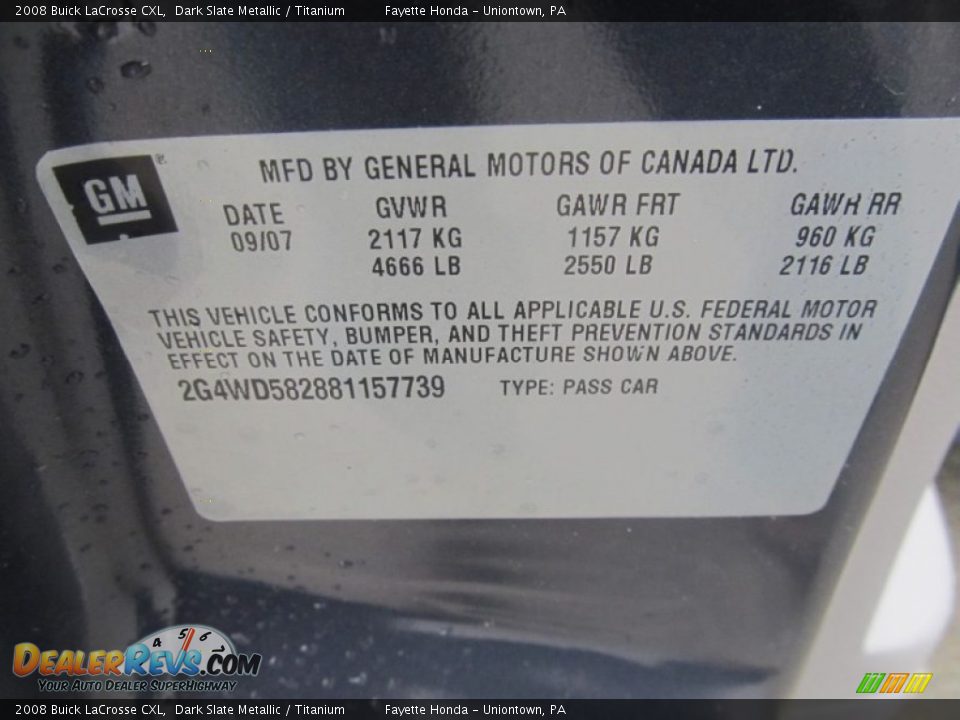 2008 Buick LaCrosse CXL, Dark Slate Metallic / Titanium Fayette Honda - Uniontown, PA
GM ® MFD BY GENERAL MOTORS OF CANADA LTD.
DATE GVWR GAWR FRT GAWR RR
09/07 2117 KG 1157 KG 960 KG
4666 LB 2550 LB 2116 LB
THIS VEHICLE CONFORMS TO ALL APPLICABLE U.S. FEDERAL MOTOR
VEHICLE SAFETY, BUMPER, AND THEFT PREVENTION STANDARDS IN
EFFECT ON THE DATE OF MANUFACTURE SHOWN ABOVE.
2G4WD582881157739 TYPE: PASS CAR
4 5 6
DEALERREVS.COM
YOUR AUTO DEALER SUPERHIGHWAY
2008 Buick LaCrosse CXL, Dark Slate Metallic / Titanium Fayette Honda - Uniontown, PA